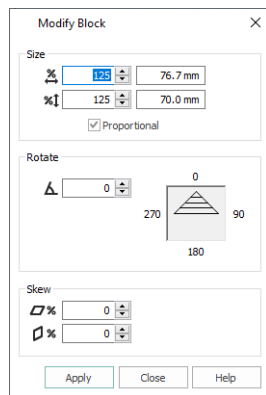 Modify Block
Size
% 125 76.7 mm
% 125 70.0 mm
Proportional
Rotate
0
0
270 90
180
Skew
% 0
% 0
Apply Close Help